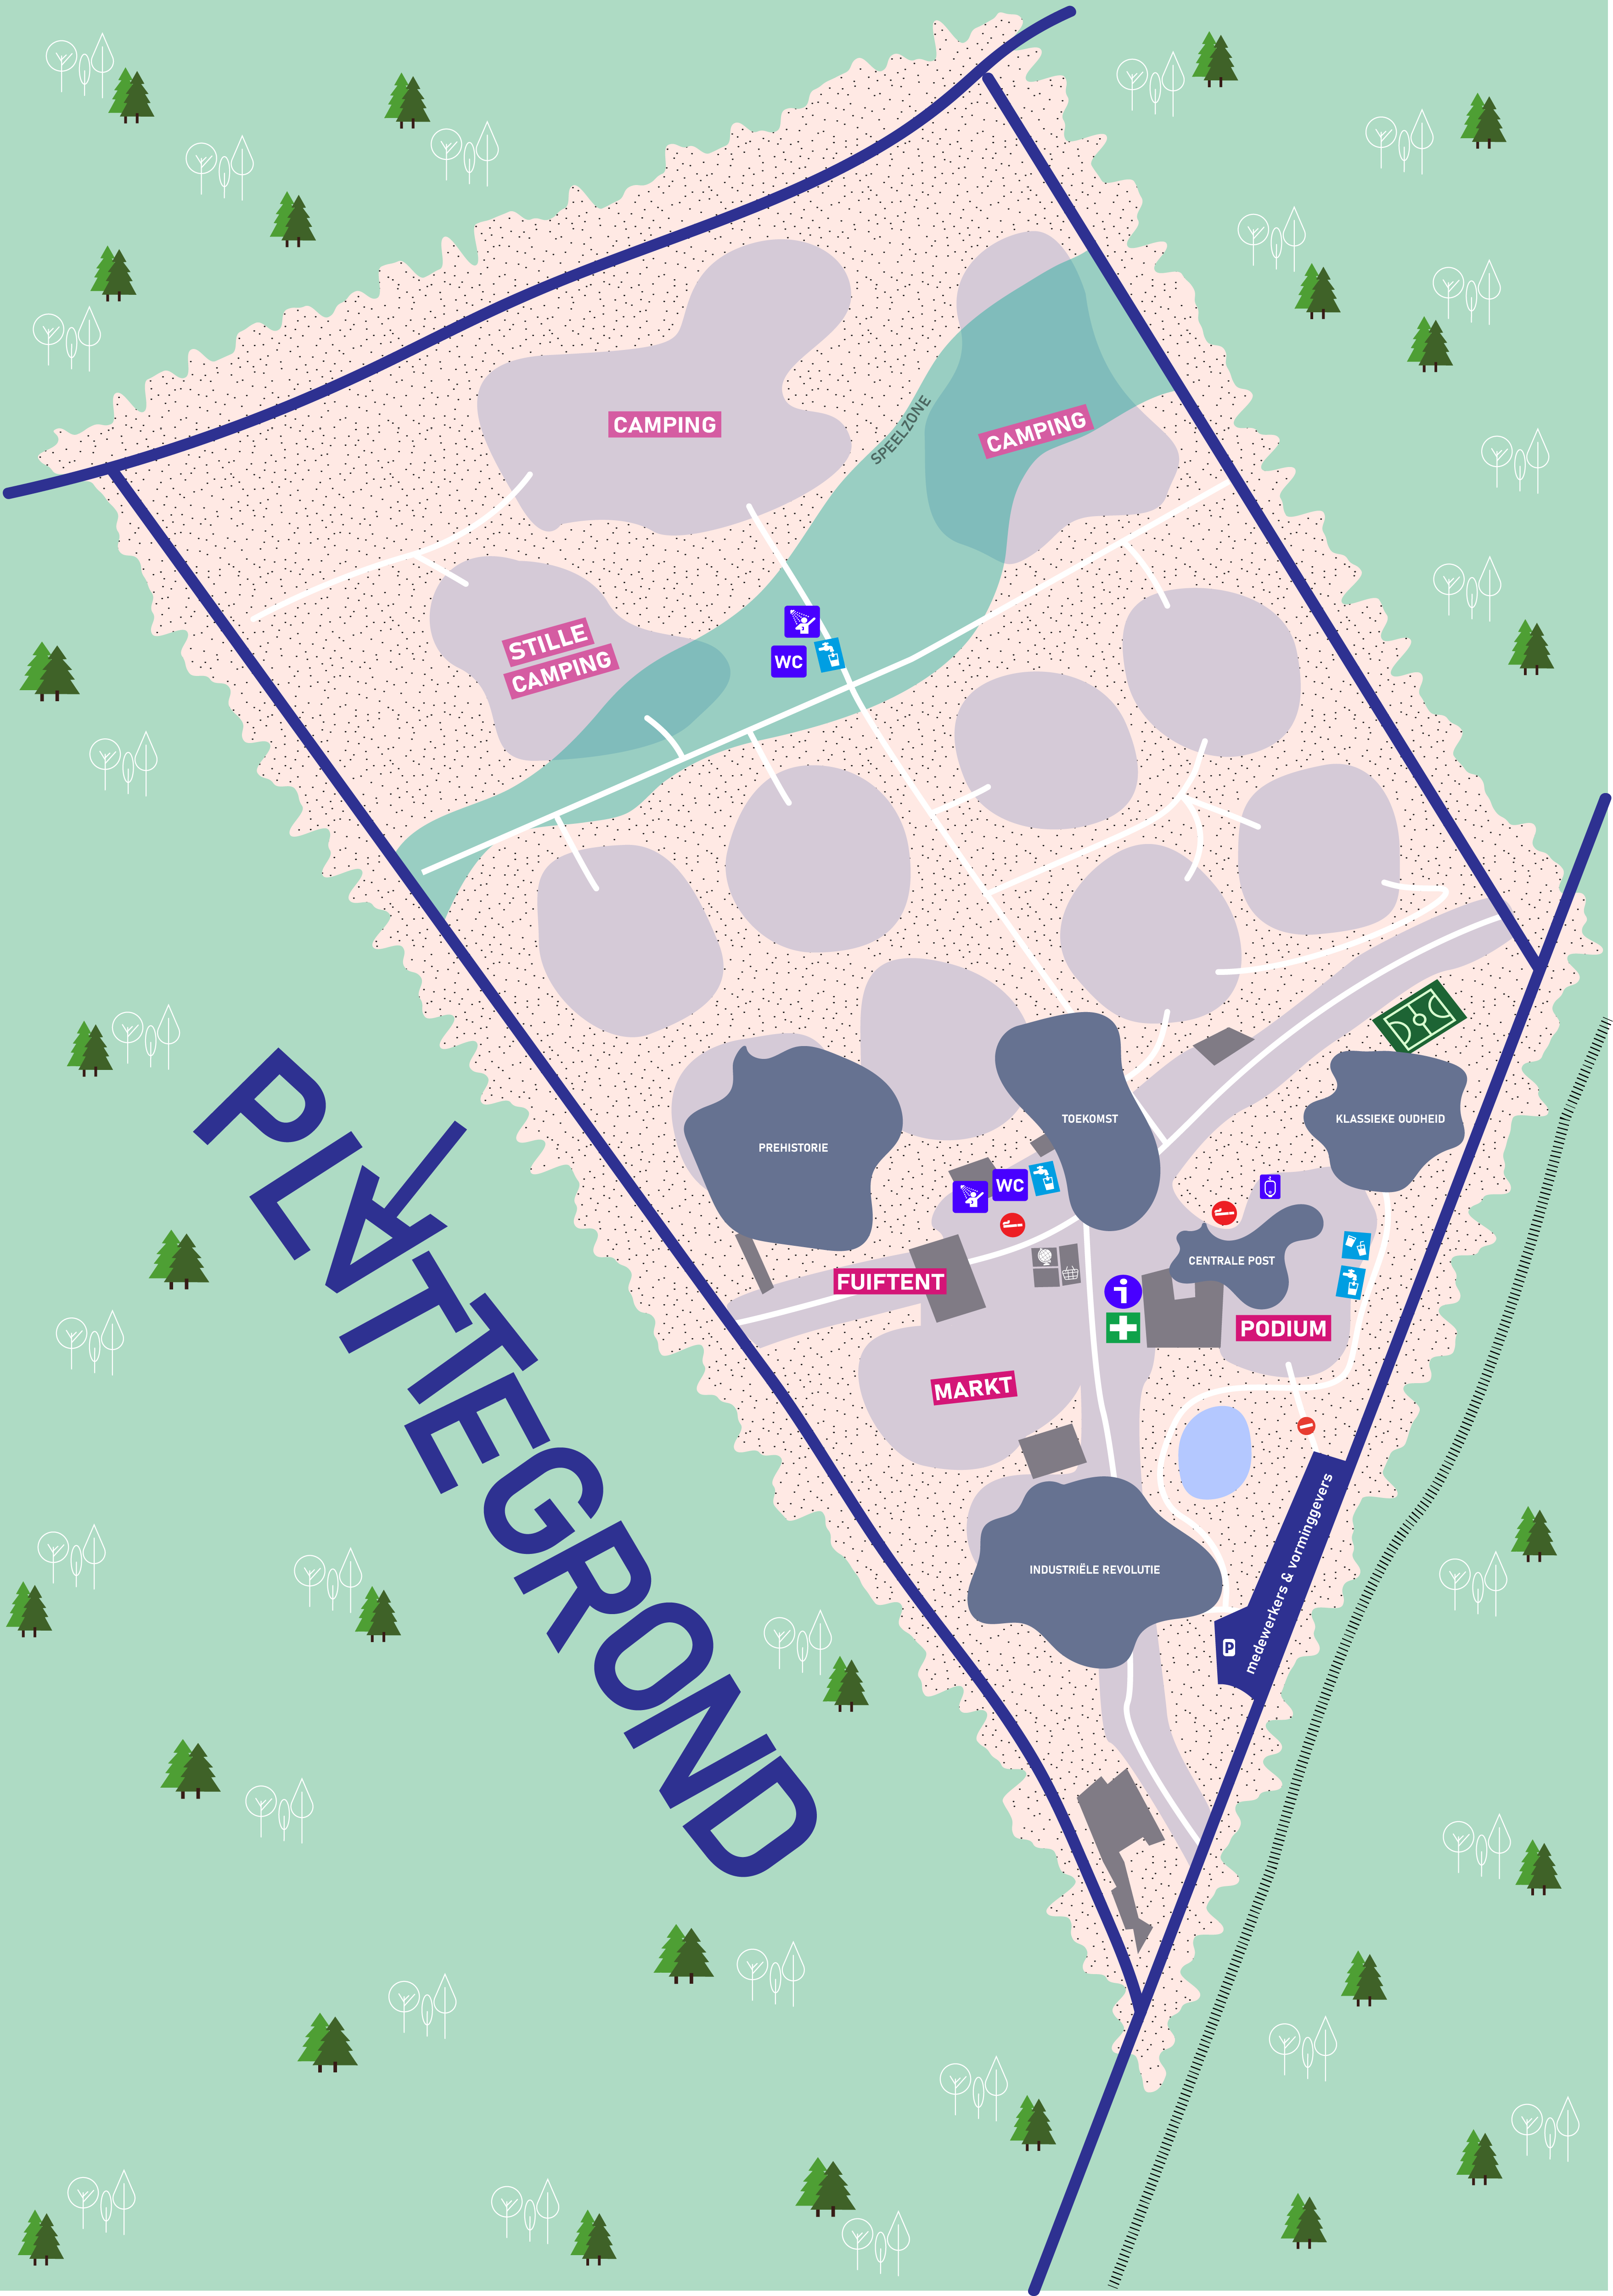 CAMPING
SPEELZONE
CAMPING
STILLE
CAMPING
WC
TOEKOMST
KLASSIEKE OUDHEID
PREHISTORIE
WC
CENTRALE POST
FUIFTENT
i
PODIUM
MARKT
INDUSTRIËLE REVOLUTIE
medewerkers & vorminggevers
P
PLATTEGROND